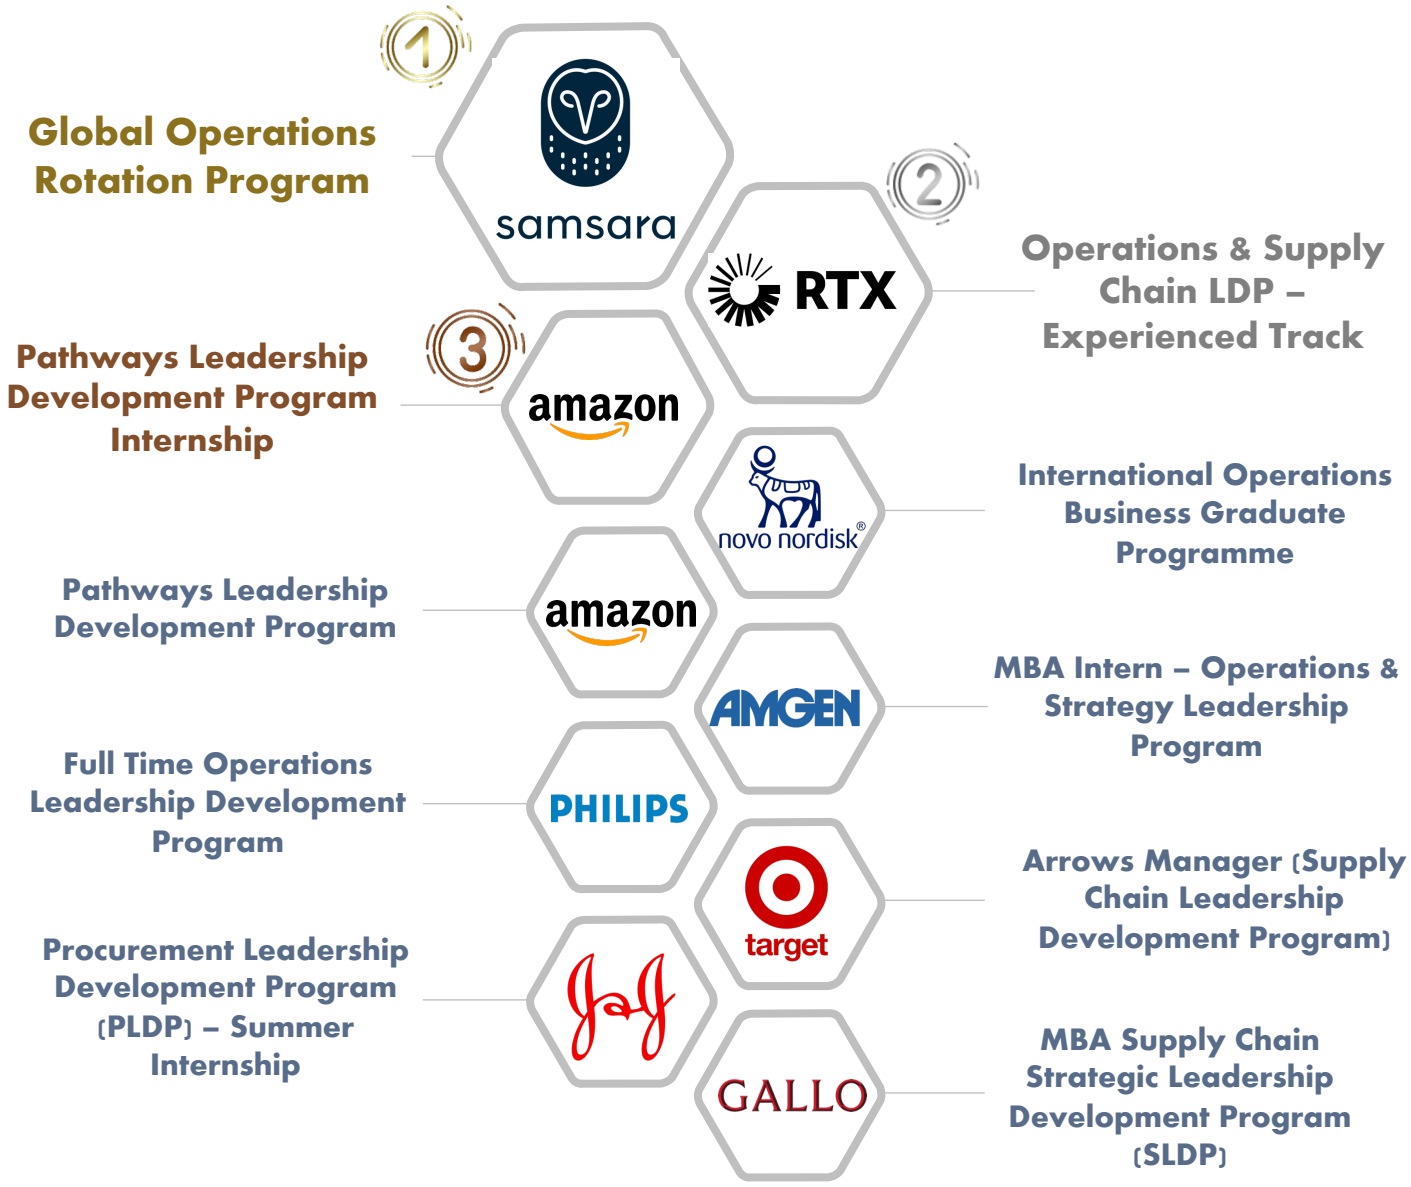 1
Global Operations
Rotation Program
samsara
2
RTX
Operations & Supply
Chain LDP –
Experienced Track
3
Pathways Leadership
Development Program
Internship
amazon
novo nordisk®
International Operations
Business Graduate
Programme
Pathways Leadership
Development Program
amazon
AMGEN
MBA Intern – Operations &
Strategy Leadership
Program
Full Time Operations
Leadership Development
Program
PHILIPS
target
Arrows Manager (Supply
Chain Leadership
Development Program)
Procurement Leadership
Development Program
(PLDP) – Summer
Internship
J&J
GALLO
MBA Supply Chain
Strategic Leadership
Development Program
(SLDP)